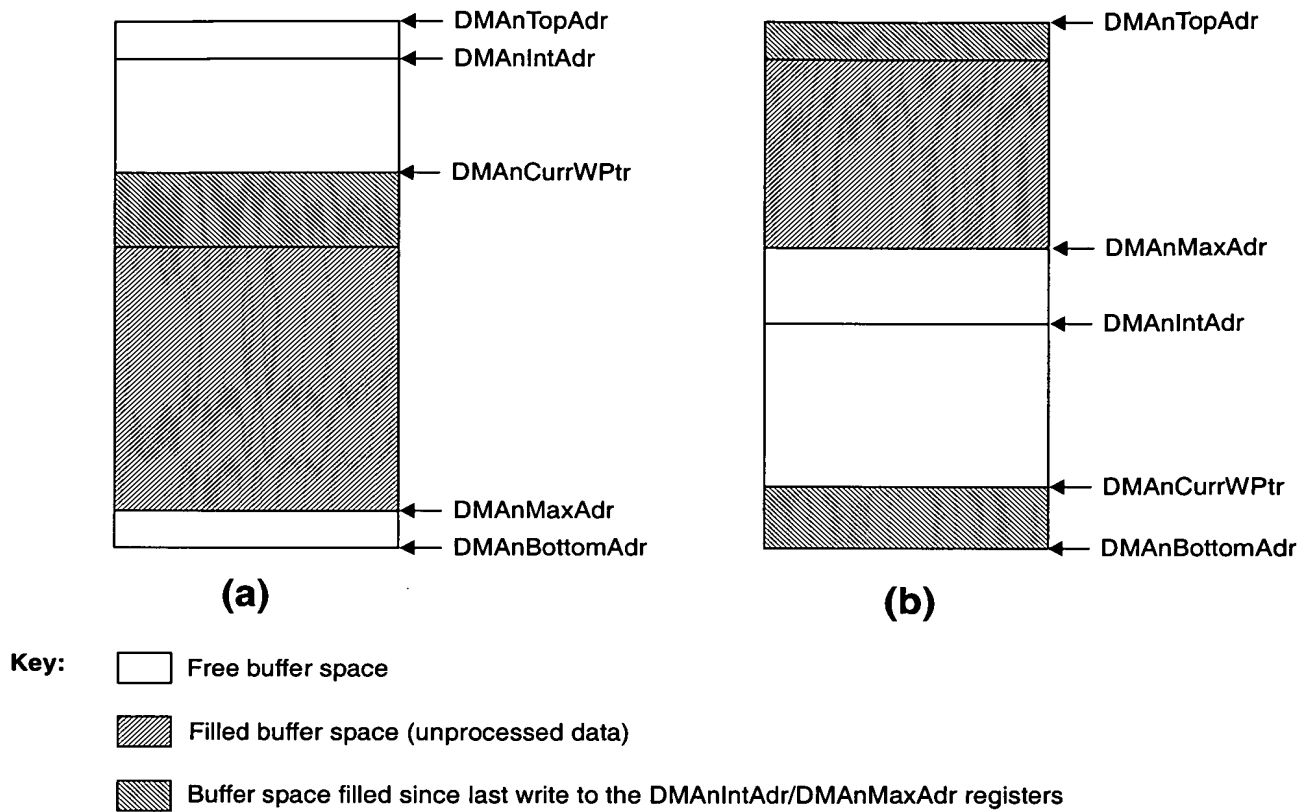 DMAnTopAdr
DMAnIntAdr
DMAnCurrWPtr
DMAnMaxAdr
DMAnBottomAdr
(a)
DMAnTopAdr
DMAnMaxAdr
DMAnIntAdr
DMAnCurrWPtr
DMAnBottomAdr
(b)
Key:
Free buffer space
Filled buffer space (unprocessed data)
Buffer space filled since last write to the DMAnIntAdr/DMAnMaxAdr registers